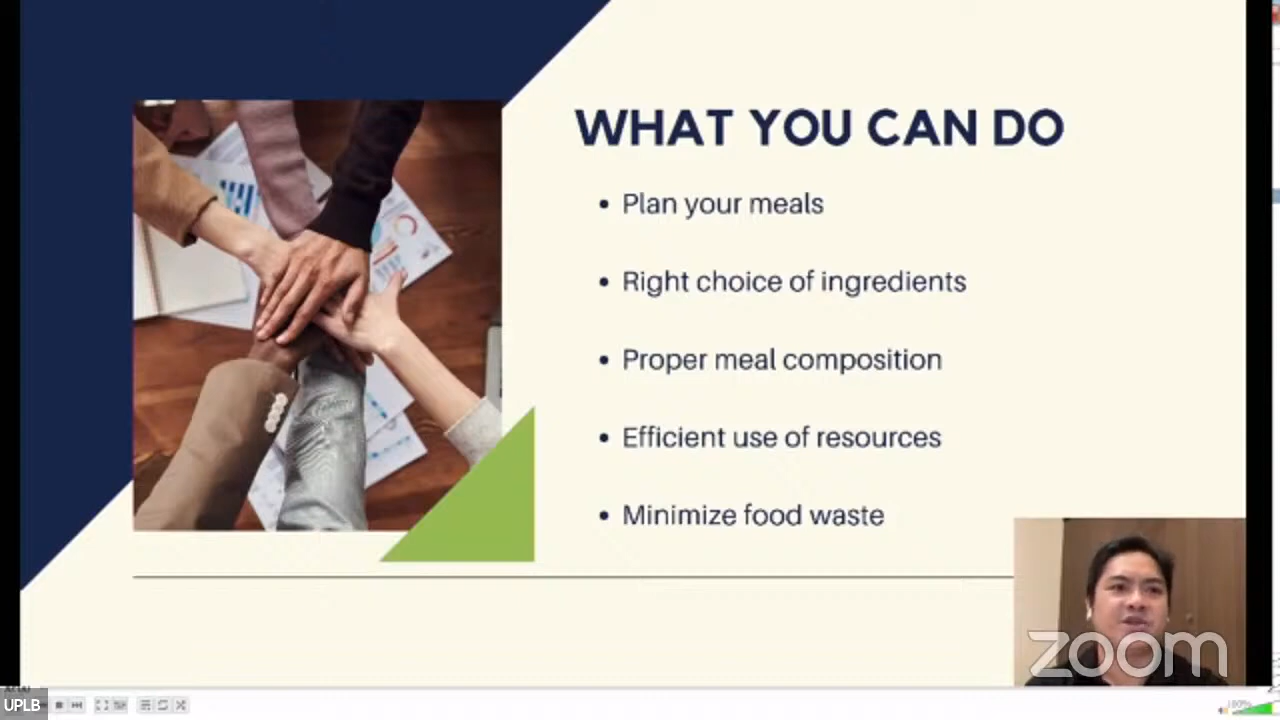 WHAT YOU CAN DO
• Plan your meals
• Right choice of ingredients
• Proper meal composition
• Efficient use of resources
• Minimize food waste
zoom
UPLB